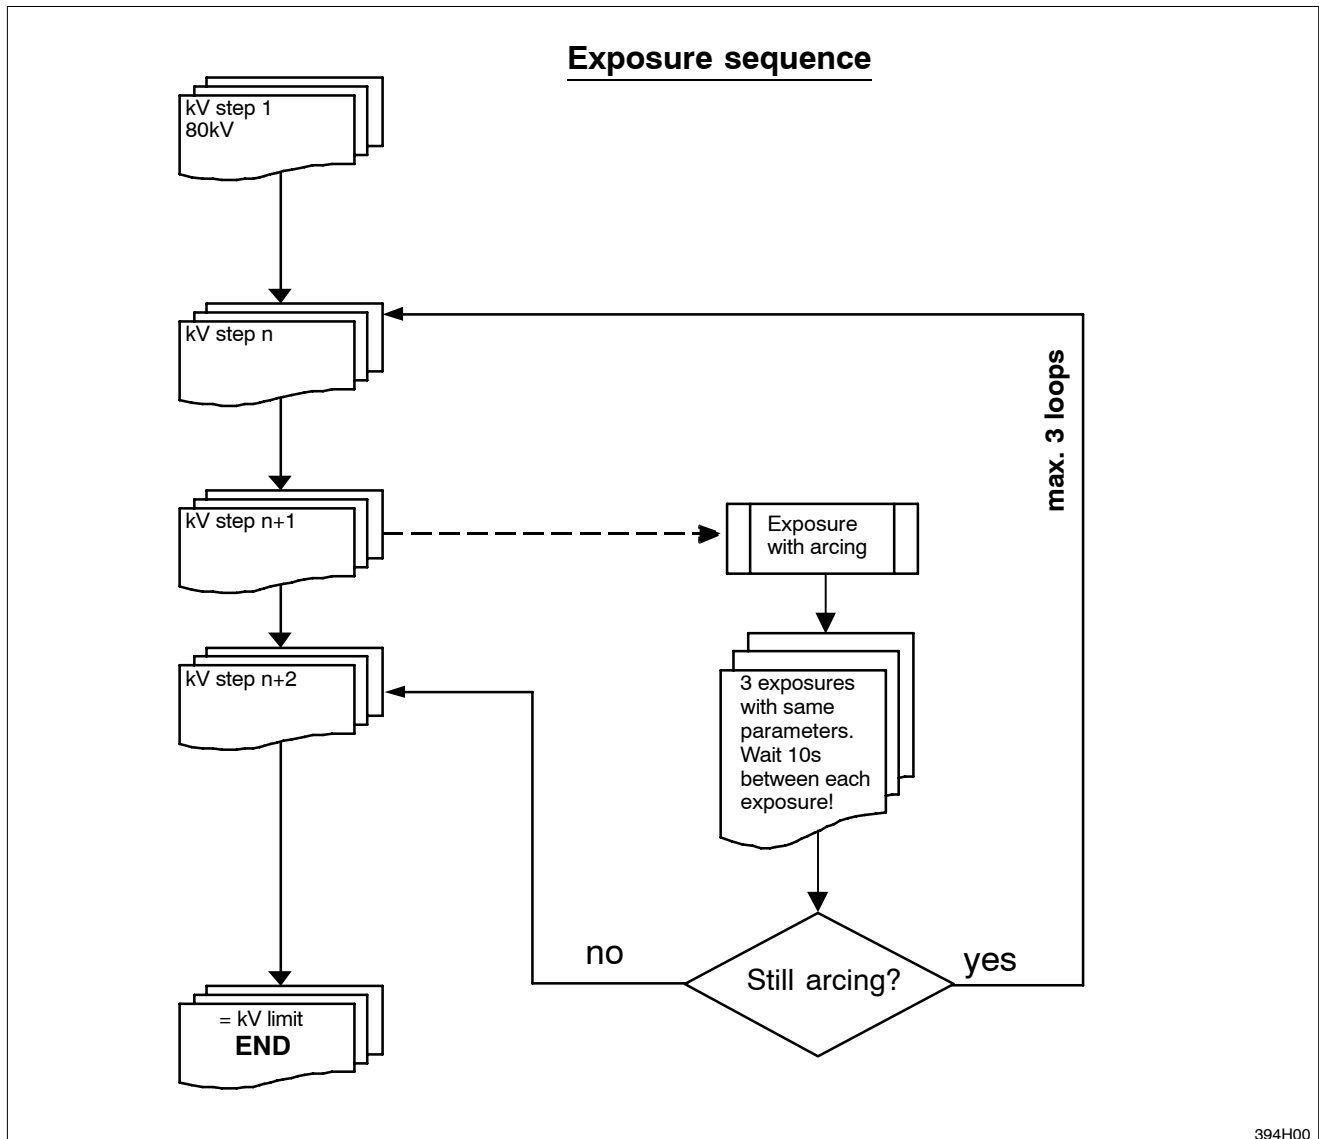 Exposure sequence
kV step 1
80kV
kV step n
kV step n+1
kV step n+2
= kV limit
END
Exposure
with arcing
3 exposures
with same
parameters.
Wait 10s
between each
exposure!
Still arcing?
no
yes
max. 3 loops
394H00